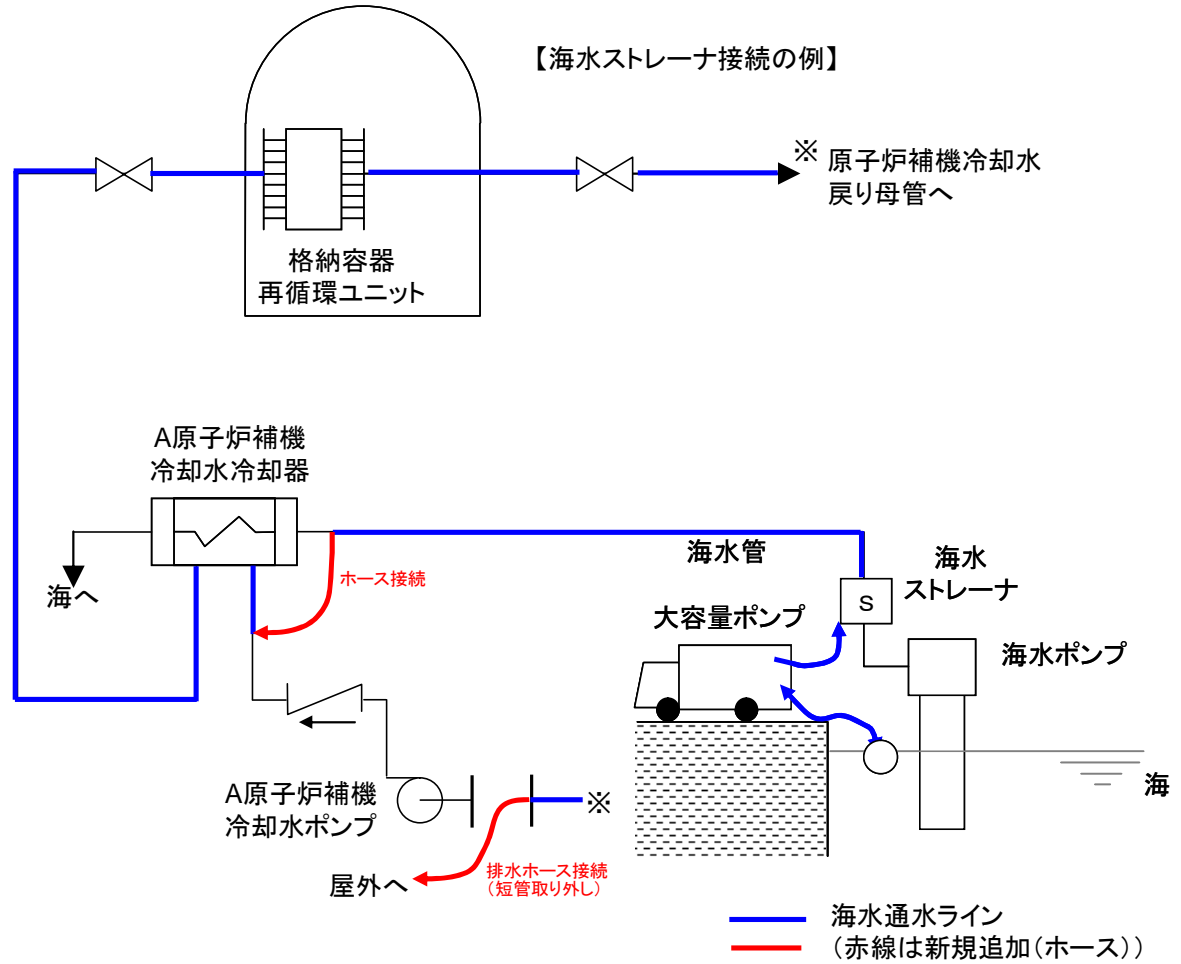 【海水ストレーナ接続の例】
※
原子炉補機冷却水
戻り母管へ
格納容器
再循環ユニット
A原子炉補機
冷却水冷却器
海へ
ホース接続
海水管
海水
ストレーナ
S
大容量ポンプ
海水ポンプ
海
A原子炉補機
冷却水ポンプ
※
屋外へ
排水ホース接続
（短管取り外し）
海水通水ライン
（赤線は新規追加（ホース））